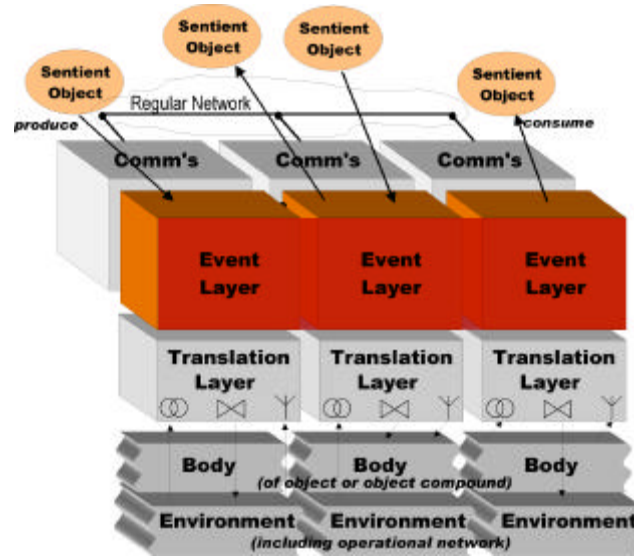 Sentient
Object
Sentient
Object
Sentient
Object
Sentient
Object
Regular Network
produce
consume
Comm's
Comm's
Comm's
Event
Layer
Event
Layer
Event
Layer
Translation
Layer
Translation
Layer
Translation
Layer
Body
Body
Body
(of object or object compound)
Environment
Environment
Environment
(including operational network)